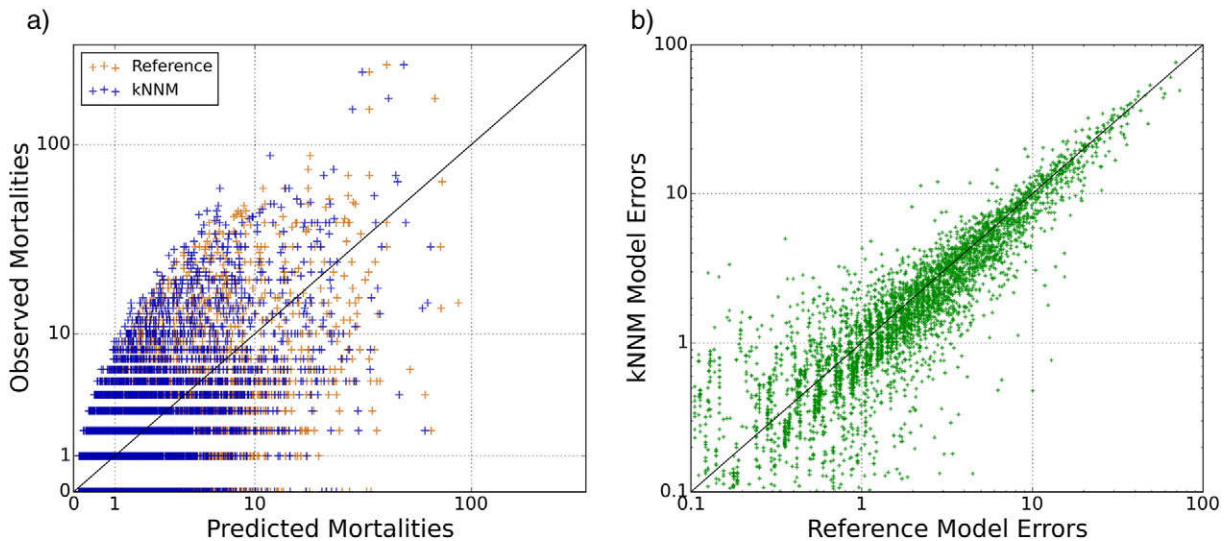 a)
Reference
kNNM
Observed Mortalities
100
10
1
0
0 1 10 100
Predicted Mortalities
b)
kNNM Model Errors
100
10
1
0.1
0.1 1 10 100
Reference Model Errors